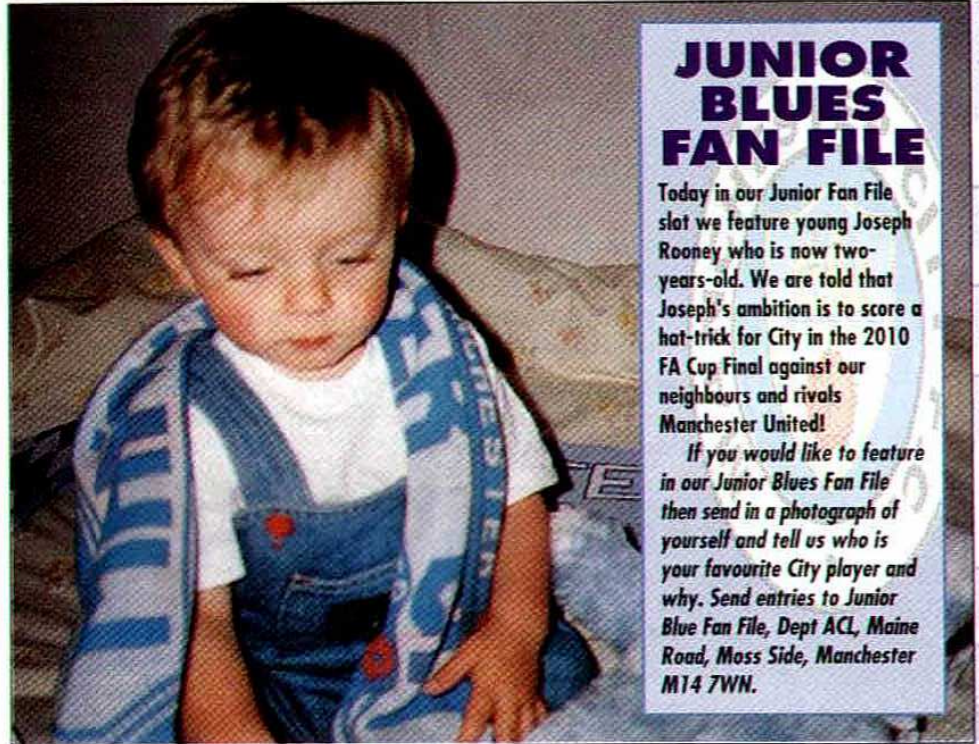 JUNIOR
BLUES
FAN FILE
Today in our Junior Fan File
slot we feature young Joseph
Rooney who is now two-
years-old. We are told that
Joseph's ambition is to score a
hat-trick for City in the 2010
FA Cup Final against our
neighbours and rivals
Manchester United!
If you would like to feature
in our Junior Blues Fan File
then send in a photograph of
yourself and tell us who is
your favourite City player and
why. Send entries to Junior
Blue Fan File, Dept ACL, Maine
Road, Moss Side, Manchester
M14 7WN.